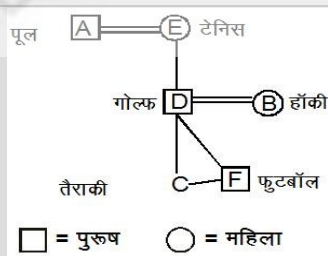 पूल A E टेनिस
गोल्फ D B हॉकी
तैराकी C F फुटबॉल
= पुरूष = महिला